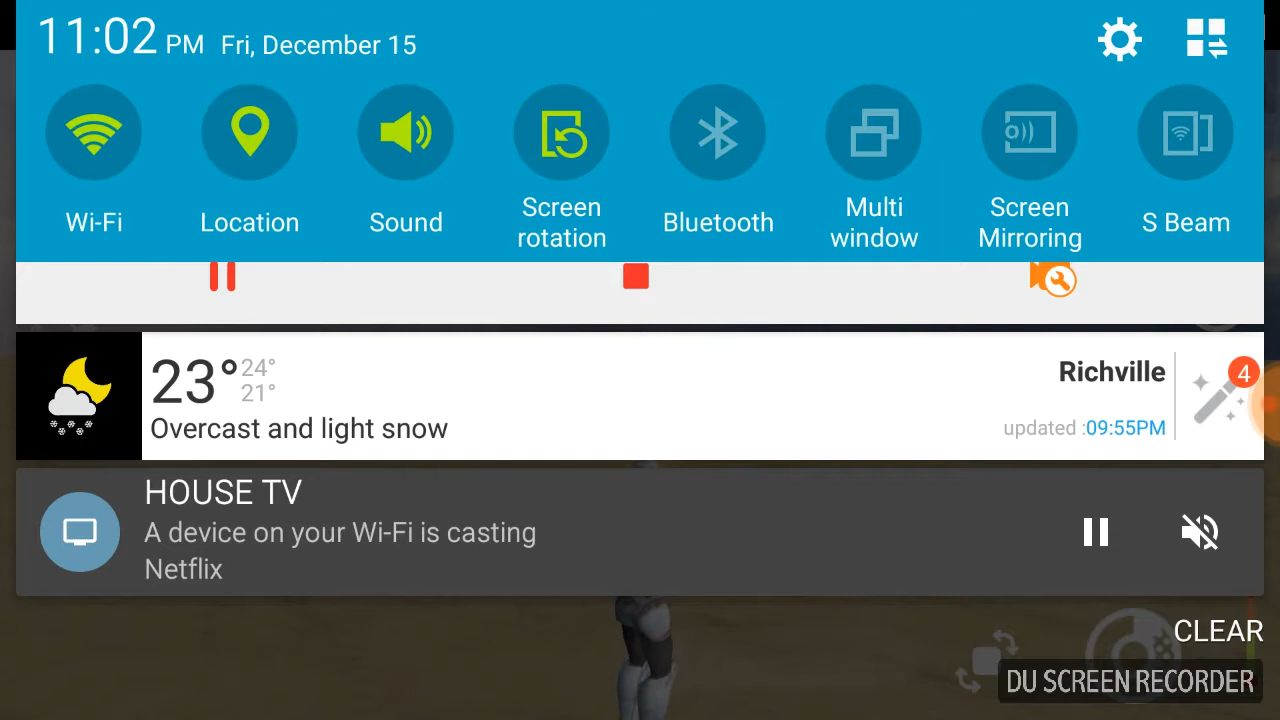 11:02 PM Fri, December 15
Wi-Fi
Location
Sound
Screen
rotation
Bluetooth
Multi
window
Screen
Mirroring
S Beam
23° 24°
21°
Overcast and light snow
Richville
updated :09:55PM
4
HOUSE TV
A device on your Wi-Fi is casting
Netflix
CLEAR
DU SCREEN RECORDER